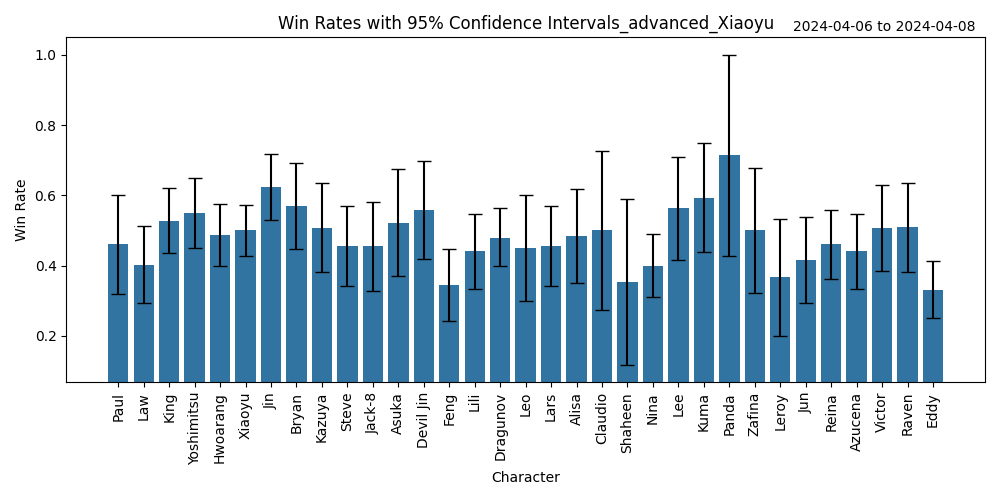 Win Rates with 95% Confidence Intervals_advanced_Xiaoyu
2024-04-06 to 2024-04-08
Win Rate
1.0
0.8
0.6
0.4
0.2
Paul
Law
King
Yoshimitsu
Hwoarang
Xiaoyu
Jin
Bryan
Kazuya
Steve
Jack-8
Asuka
Devil Jin
Feng
Lili
Dragunov
Leo
Lars
Alisa
Claudio
Shaheen
Nina
Lee
Kuma
Panda
Zafina
Leroy
Jun
Reina
Azucena
Victor
Raven
Eddy
Character